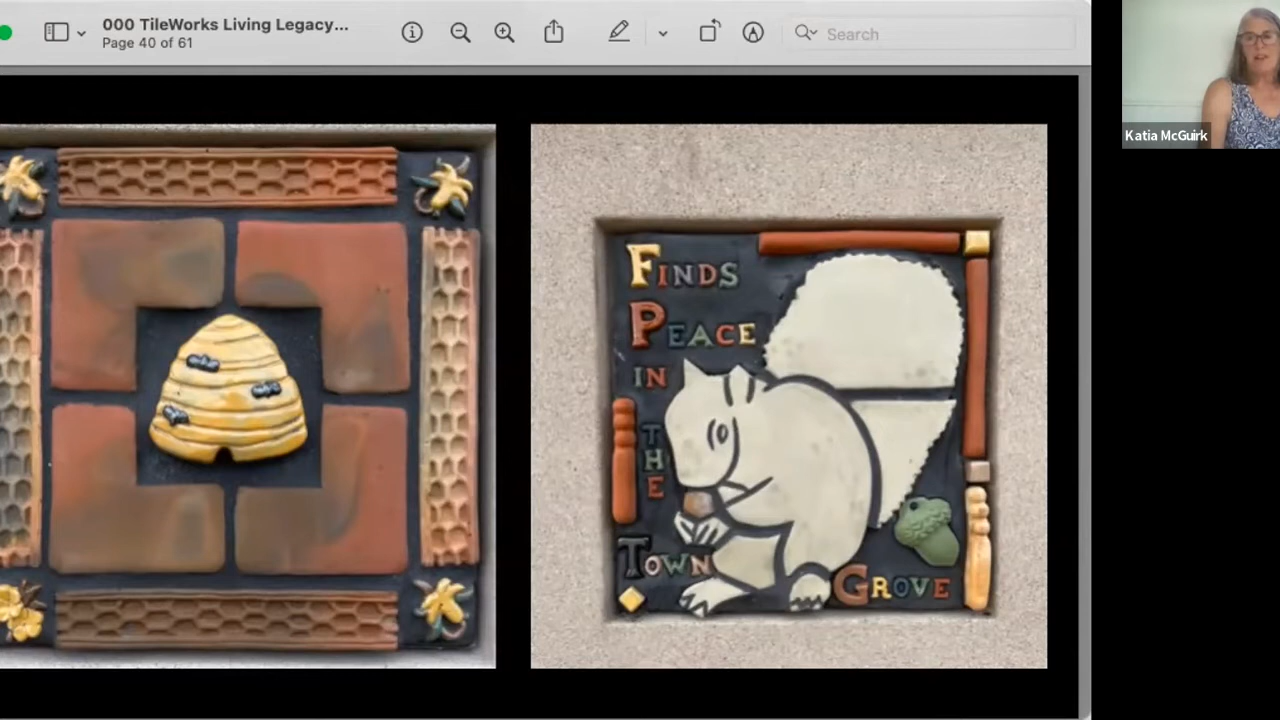 000 TileWorks Living Legacy...
Page 40 of 61
Search
Katia McGuirk
FINDS
PEACE
IN
THE
TOWN
GROVE